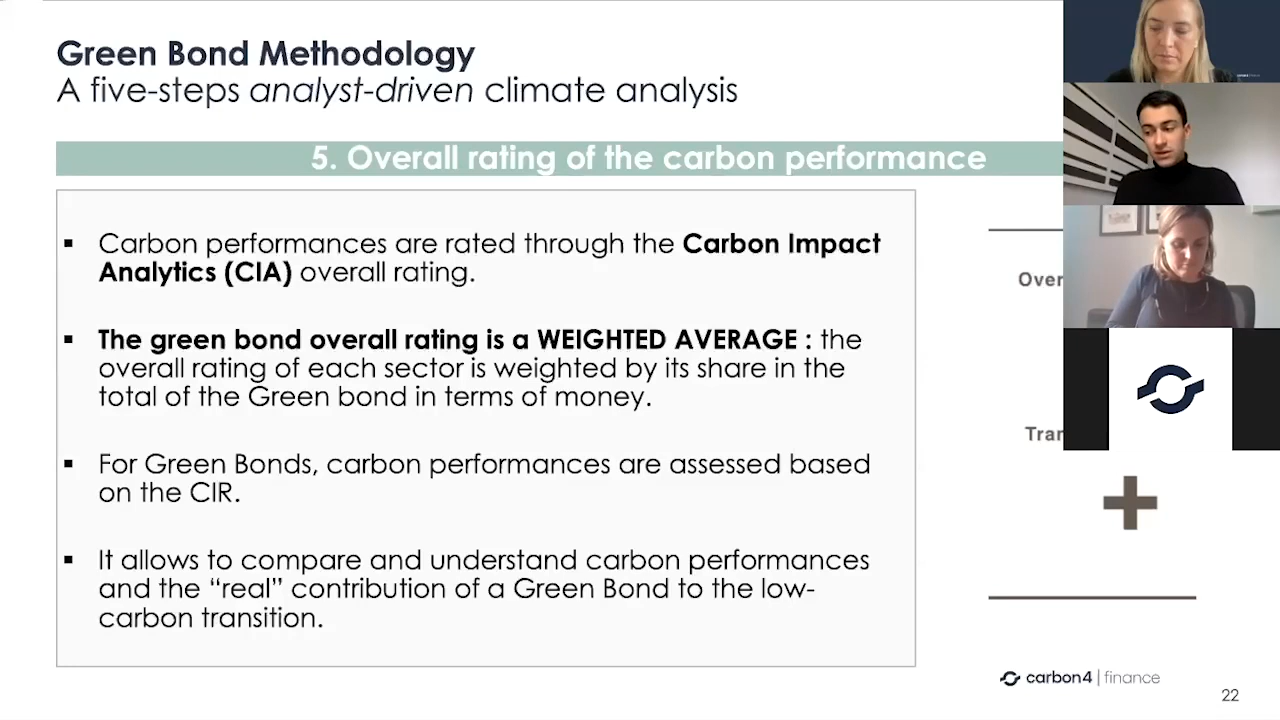 Green Bond Methodology
A five-steps analyst-driven climate analysis
5. Overall rating of the carbon performance
▪ Carbon performances are rated through the Carbon Impact
Analytics (CIA) overall rating.
▪ The green bond overall rating is a WEIGHTED AVERAGE : the
overall rating of each sector is weighted by its share in the
total of the Green bond in terms of money.
▪ For Green Bonds, carbon performances are assessed based
on the CIR.
▪ It allows to compare and understand carbon performances
and the “real” contribution of a Green Bond to the low-
carbon transition.
Over
Tran
carbon4 | finance
22